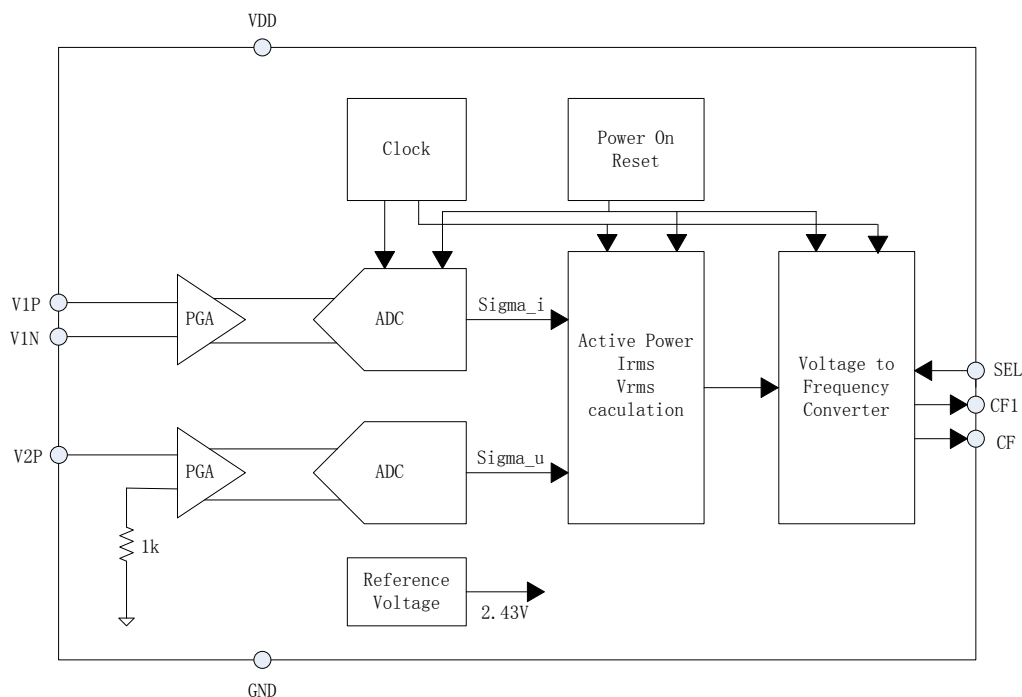 VDD
Clock
Power On
Reset
V1P
V1N
PGA
ADC
Sigma_i
Active Power
Irms
Vrms
caculation
Voltage to
Frequency
Converter
SEL
CF1
CF
V2P
PGA
ADC
Sigma_u
1k
Reference
Voltage
2.43V
GND